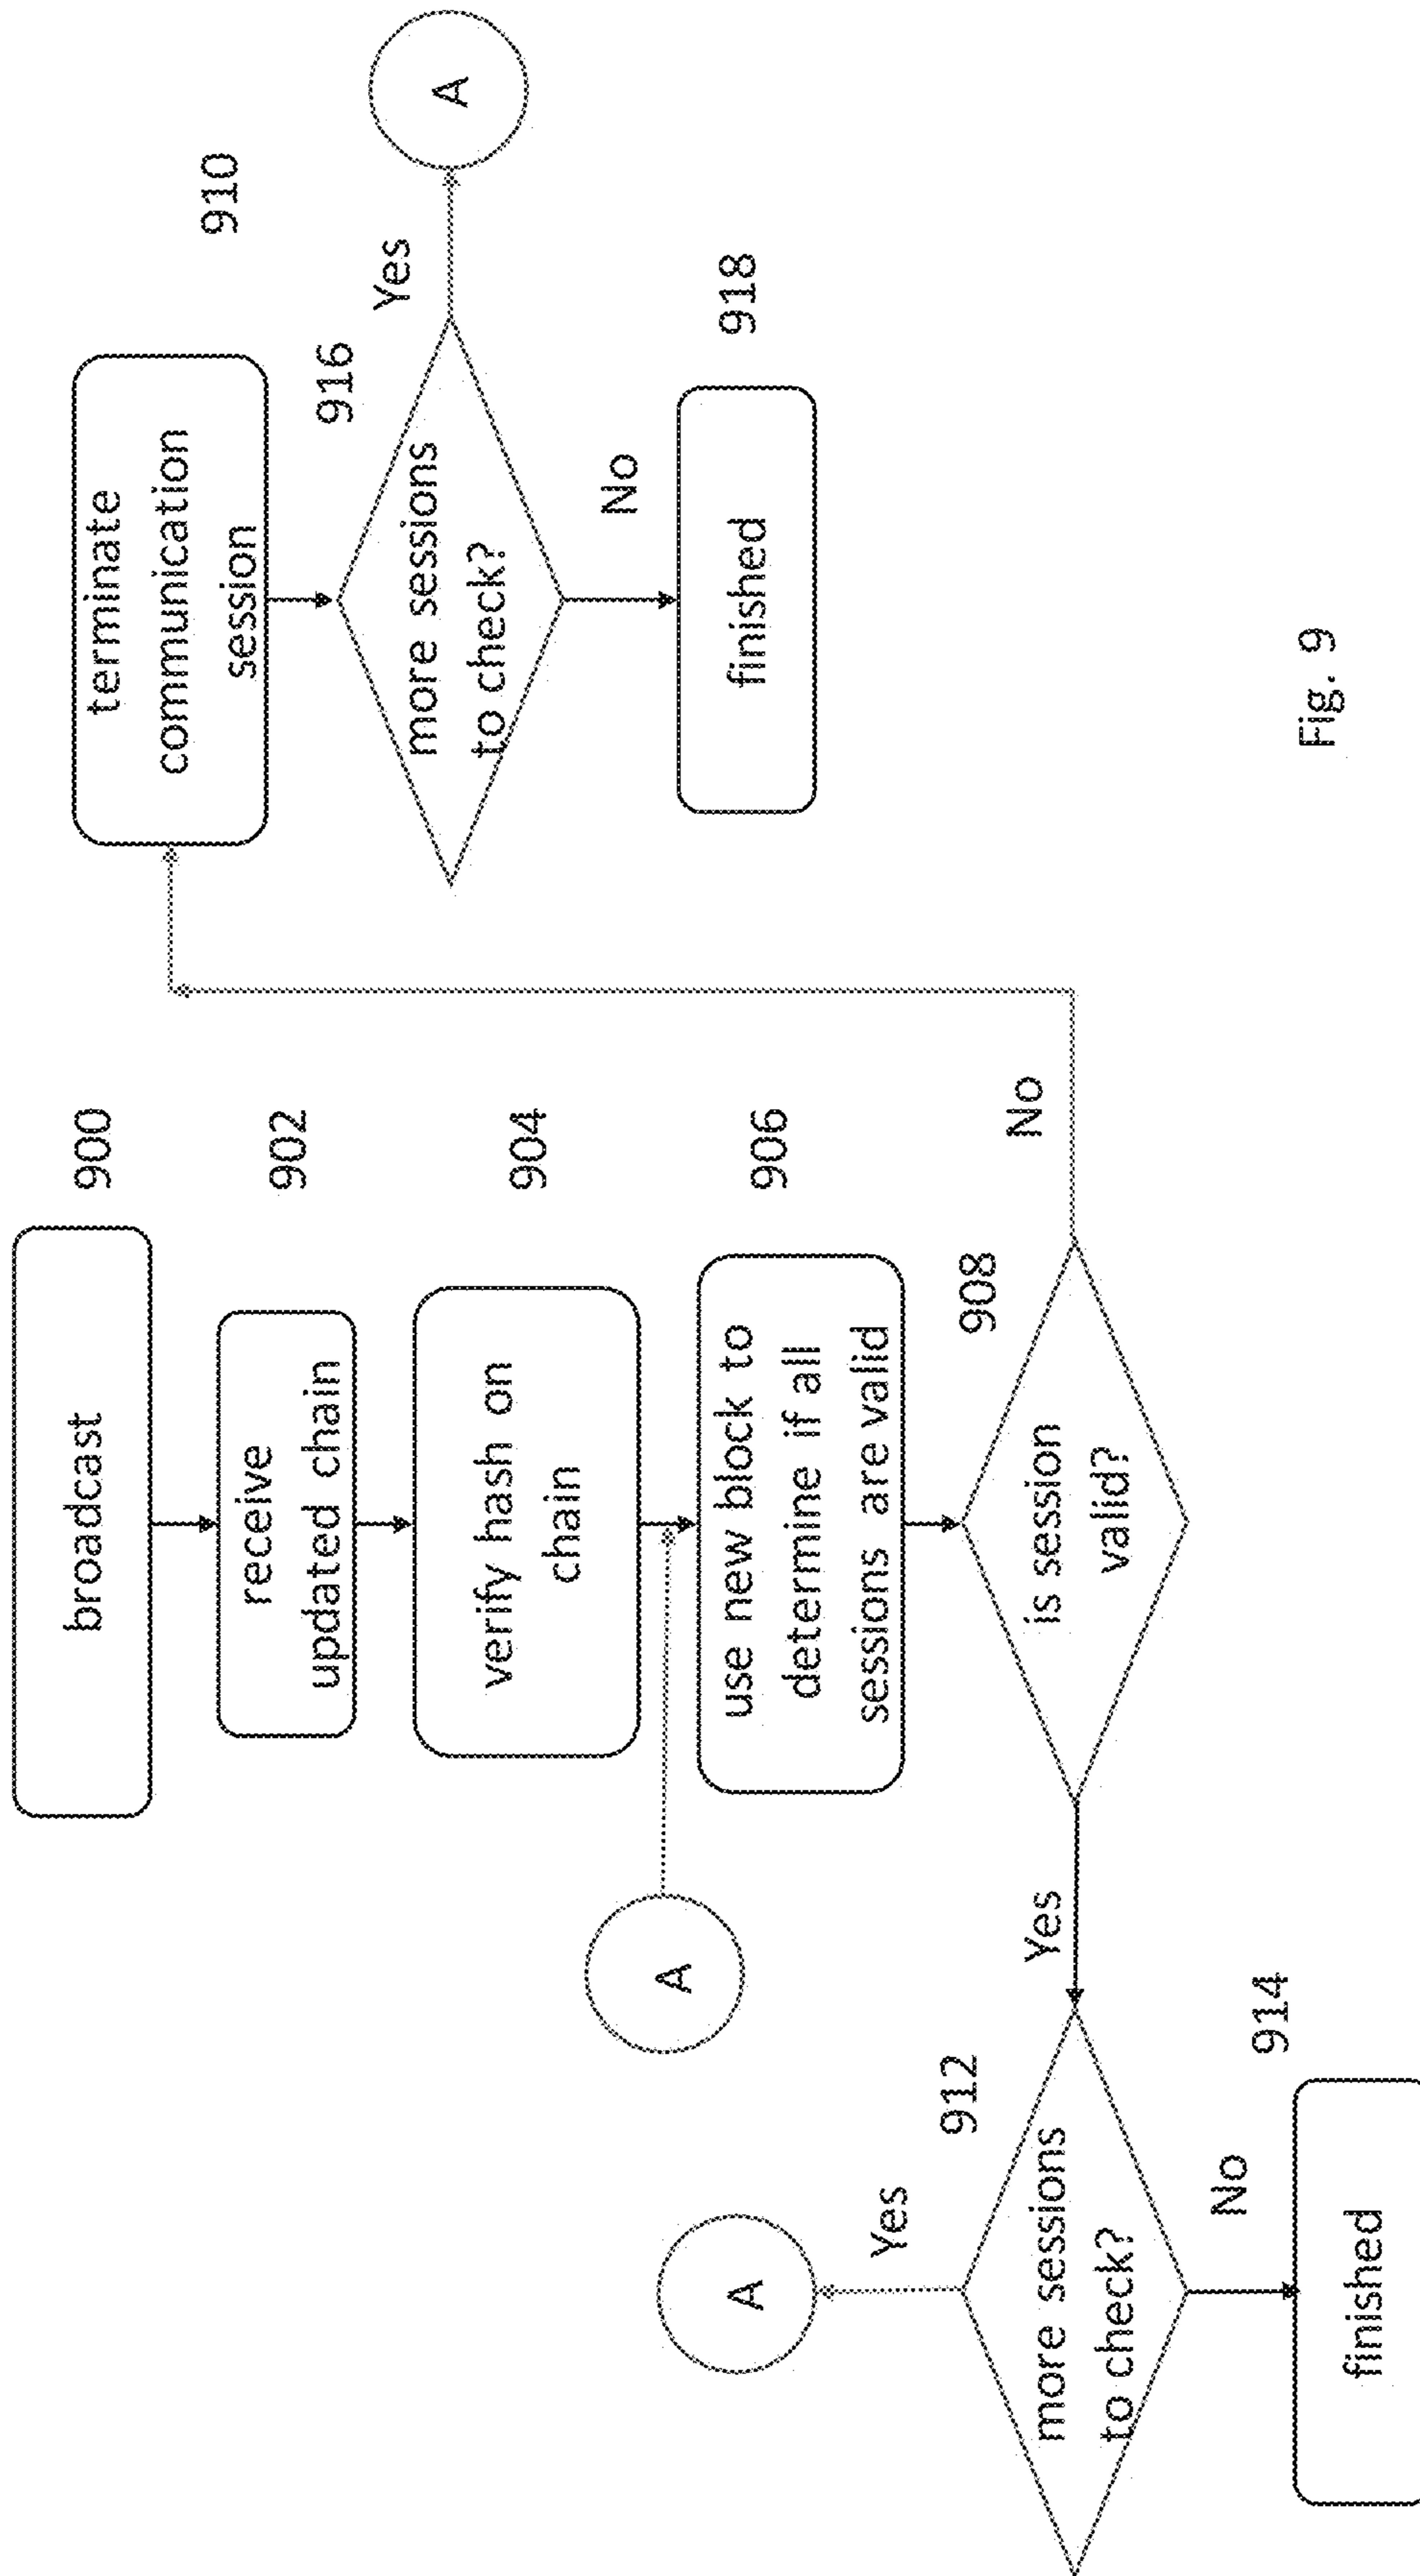 broadcast
900
receive
updated chain
902
verify hash on
chain
904
A
use new block to
determine if all
sessions are valid
906
is session
valid?
908
Yes
No
more sessions
to check?
912
Yes
A
No
finished
914
terminate
communication
session
910
more sessions
to check?
916
Yes
A
No
finished
918
Fig. 9